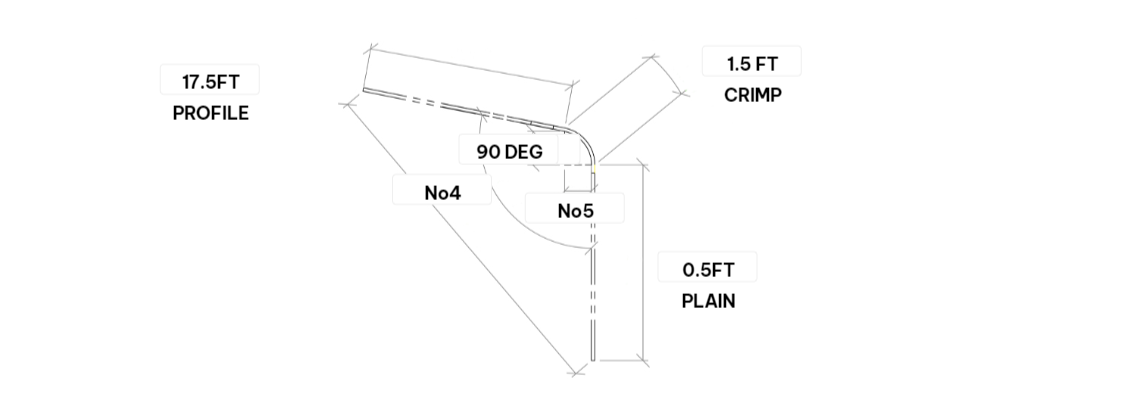 17.5FT
PROFILE
1.5 FT
CRIMP
90 DEG
No4
No5
0.5FT
PLAIN